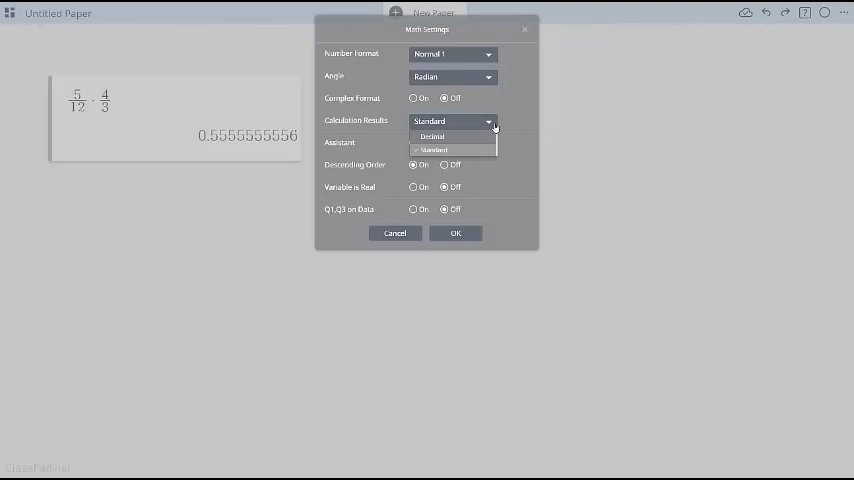 Untitled Paper
New Paper
Math Settings
Number Format Normal 1
Angle Radian
Complex Format On Off
Calculation Results Standard
Decimal
Standard
Assistant
Descending Order On Off
Variable is Real On Off
Q1,Q3 on Data On Off
Cancel OK
5/12 · 4/3
0.5555555556
ClassPad.net